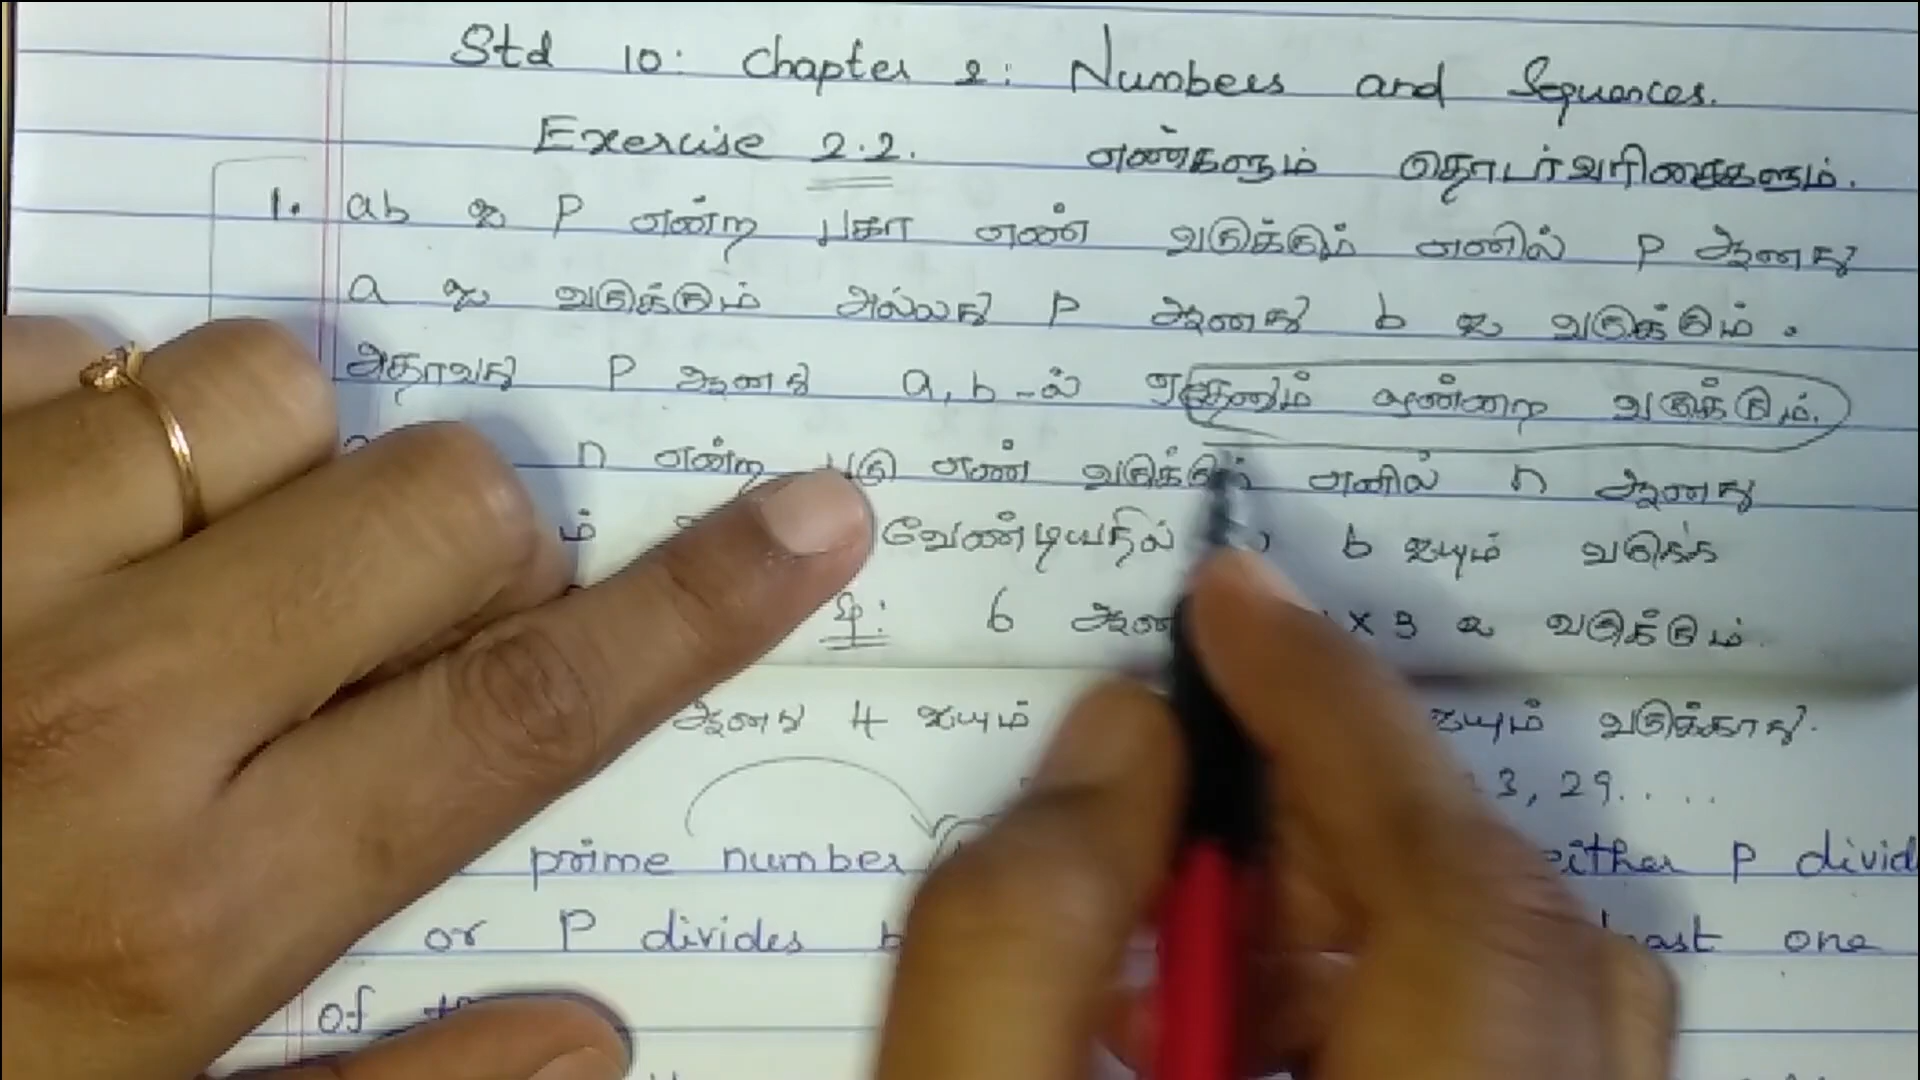 Std 10: Chapter 2: Numbers and Sequences.
Exercise 2.2. எண்களும் தொடர்வரிசைகளும்.
1. ab ஐ P என்ற பகா எண் வகுக்கும் எனில் P ஆனது
a ஐ வகுக்கும் அல்லது P ஆனது b ஐ வகுக்கும்.
அதாவது P ஆனது a, b-ல் ஏதேனும் ஒன்றை வகுக்கும்.
n என்ற பகு எண் வகுக்கும் எனில் n ஆனது
வேண்டியதில் b ஐயும் வகுக்க
6 ஆன × 3 ஐ வகுக்கும்
ஆனது 4 ஐயும் ஐயும் வகுக்காது.
3, 29.....
prime number either P divid
or P divides b least one
of